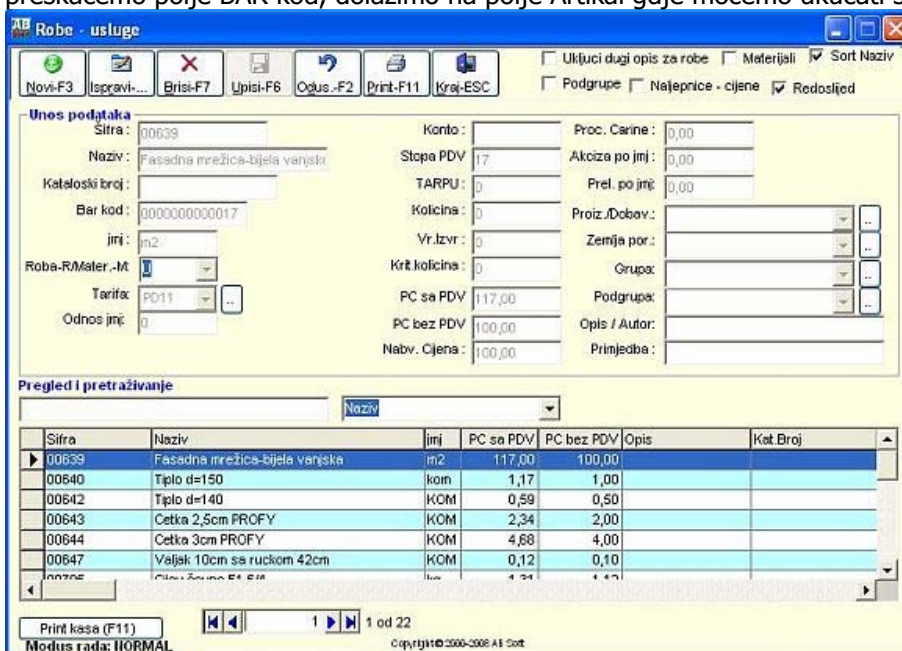 preskačemo polje BAR kod, dolazimo na polje Artikal gdje možemo ukucati
Robe - usluge
Novi-F3 Ispravi-... Brisi-F7 Upisi-F6 Odus.-F2 Print-F11 Kraj-ESC
Ukljuci dugi opis za robe Materijali Sort Naziv
Podgrupe Naljepnice - cijene Redoslijed
Unos podataka
Sifra : 00639 Konto : Proc. Carine : 0,00
Naziv : Fasadna mrežica-bijela vanjska Stopa PDV 17 Akciza po jmj : 0,00
Kataloski broj : TARPU : 0 Prel. po jmj: 0,00
Bar kod : 0000000000017 Kolicina : 0 Proiz./Dobav.: ..
jmj : m2 Vr.Izvr : 0 Zemlja por.: ..
Roba-R/Mater.-M: Krit.kolicina : 0 Grupa: ..
Tarifa: PD11 .. PC sa PDV 117,00 Podgrupa: ..
Odnos jmj: 0 PC bez PDV 100,00 Opis / Autor:
Nabv. Cijena : 100,00 Primjedba :
Pregled i pretraživanje
Naziv
Sifra Naziv jmj PC sa PDV PC bez PDV Opis Kat.Broj
00639 Fasadna mrežica-bijela vanjska m2 117,00 100,00
00640 Tiplo d=150 kom 1,17 1,00
00642 Tiplo d=140 KOM 0,59 0,50
00643 Cetka 2,5cm PROFY KOM 2,34 2,00
00644 Cetka 3cm PROFY KOM 4,68 4,00
00647 Valjak 10cm sa ruckom 42cm KOM 0,12 0,10
Print kasa (F11) 1 1 od 22
Modus rada: NORMAL Copyright© 2000-2008 AB Soft